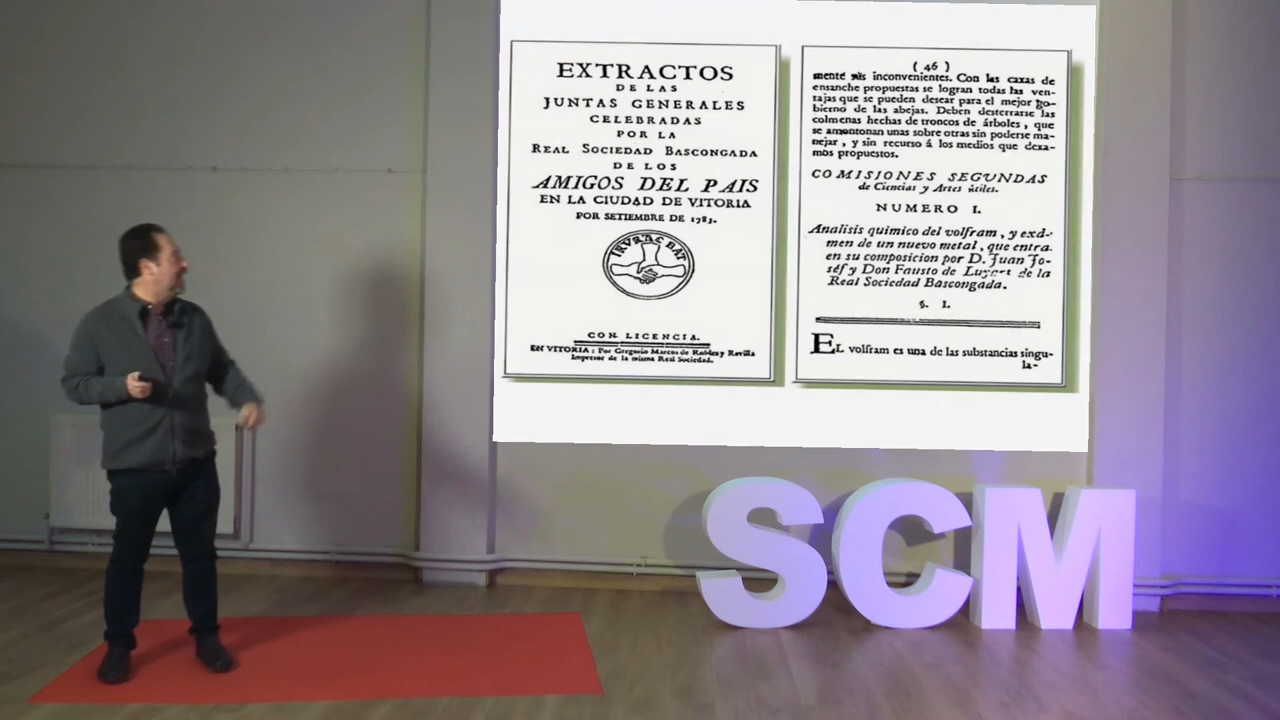 EXTRACTOS
DE LAS
JUNTAS GENERALES
CELEBRADAS
POR LA
REAL SOCIEDAD BASCONGADA
DE LOS
AMIGOS DEL PAIS
EN LA CIUDAD DE VITORIA
POR SETIEMBRE DE 1783.
IRURAC BAT
CON LICENCIA.
EN VITORIA : Por Gregorio Marcos de Robles y Revilla
Impresor de la misma Real Sociedad.
( 46 )
mente sus inconvenientes. Con las caxas de
ensanche propuestas se logran todas las ven-
tajas que se pueden desear para el mejor go-
bierno de las abejas. Deben desterrarse las
colmenas hechas de troncos de árboles, que
se amontonan unas sobre otras sin poderse ma-
nejar, y sin recurso á los medios que dexa-
mos propuestos.
COMISIONES SEGUNDAS
de Ciencias y Artes útiles.
NUMERO I.
Analisis quimico del volfram, y exâ-
men de un nuevo metal, que entra
en su composicion por D. Juan Jo-
séf y Don Fausto de Luyart de la
Real Sociedad Bascongada.
§. I.
EL volfram es una de las substancias singu-
la-
SCM